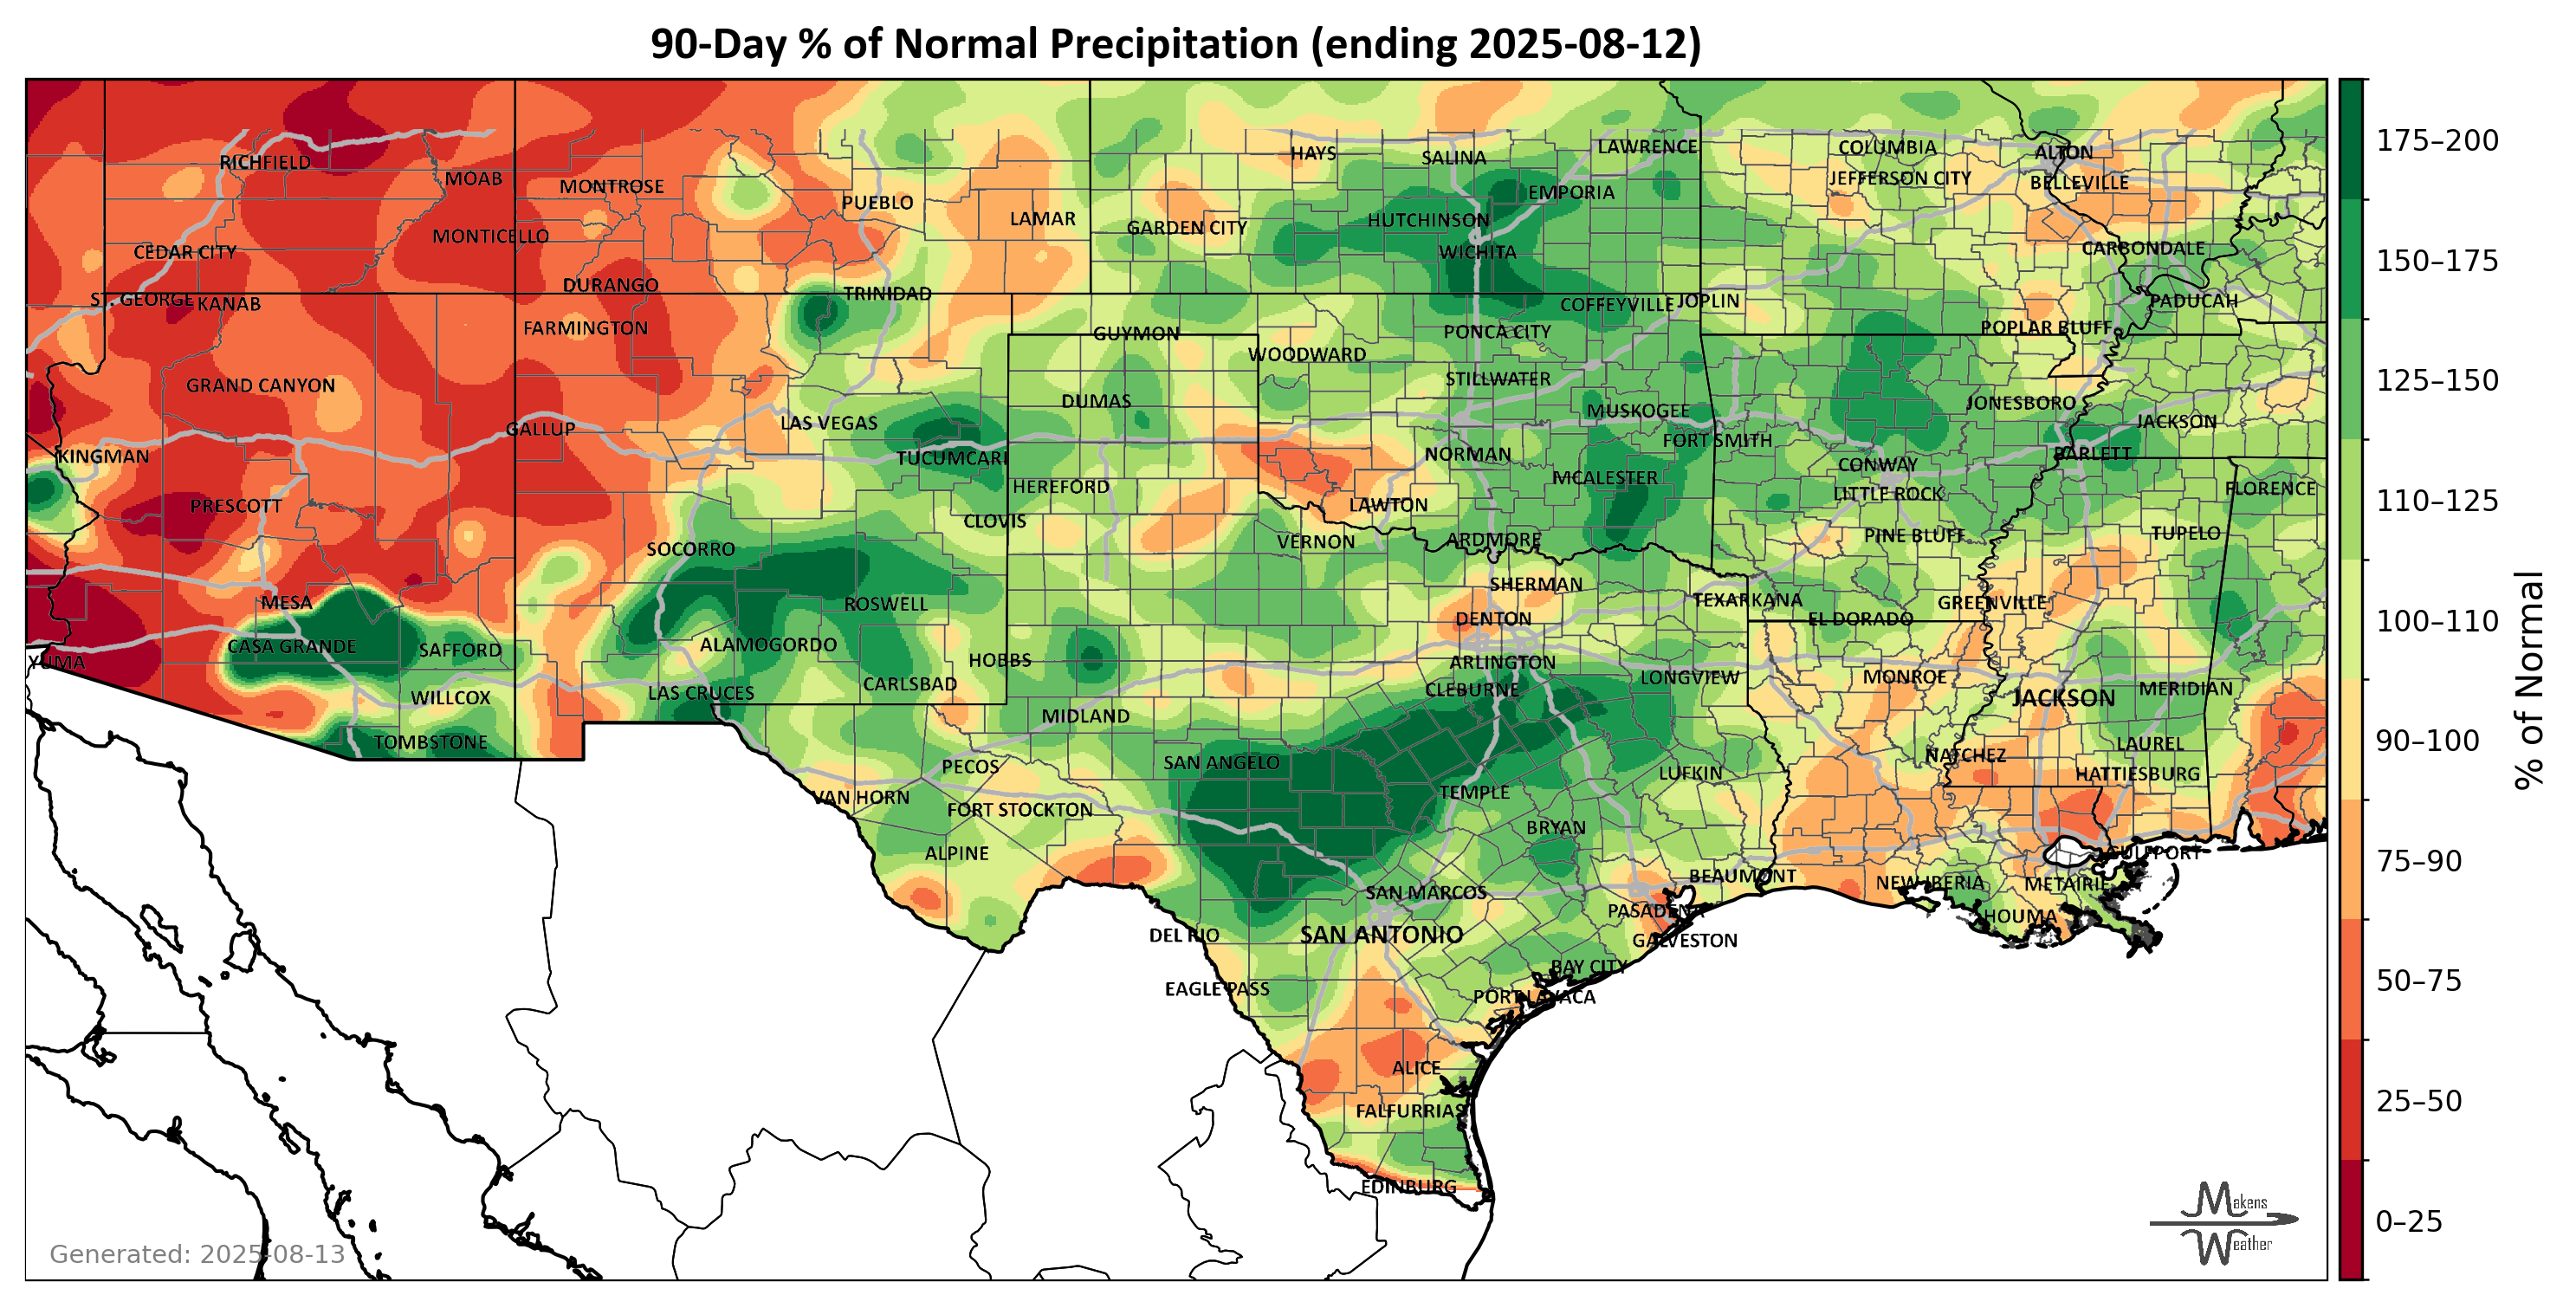 90-Day % of Normal Precipitation (ending 2025-08-12)
RICHFIELD
MOAB
MONTROSE
PUEBLO
LAMAR
HAYS
SALINA
LAWRENCE
COLUMBIA
ALTON
JEFFERSON CITY
BELLEVILLE
EMPORIA
GARDEN CITY
HUTCHINSON
MONTICELLO
CEDAR CITY
WICHITA
CARBONDALE
DURANGO
TRINIDAD
ST. GEORGE
KANAB
COFFEYVILLE
JOPLIN
PADUCAH
FARMINGTON
GUYMON
PONCA CITY
POPLAR BLUFF
WOODWARD
GRAND CANYON
STILLWATER
DUMAS
MUSKOGEE
JONESBORO
LAS VEGAS
JACKSON
GALLUP
FORT SMITH
KINGMAN
TUCUMCARI
NORMAN
BARLETT
CONWAY
MCALESTER
HEREFORD
FLORENCE
PRESCOTT
LAWTON
LITTLE ROCK
CLOVIS
PINE BLUFF
TUPELO
SOCORRO
VERNON
ARDMORE
SHERMAN
MESA
ROSWELL
TEXARKANA
GREENVILLE
DENTON
EL DORADO
CASA GRANDE
SAFFORD
ALAMOGORDO
YUMA
HOBBS
ARLINGTON
LONGVIEW
MONROE
CARLSBAD
CLEBURNE
MERIDIAN
WILLCOX
LAS CRUCES
JACKSON
MIDLAND
TOMBSTONE
LAUREL
PECOS
SAN ANGELO
NATCHEZ
LUFKIN
HATTIESBURG
VAN HORN
TEMPLE
FORT STOCKTON
BRYAN
ALPINE
GULFPORT
BEAUMONT
NEW IBERIA
METAIRIE
SAN MARCOS
PASADENA
HOUMA
DEL RIO
SAN ANTONIO
GALVESTON
BAY CITY
EAGLE PASS
PORT LAVACA
ALICE
FALFURRIAS
EDINBURG
Generated: 2025-08-13
Makens
Weather
175–200
150–175
125–150
110–125
100–110
90–100
75–90
50–75
25–50
0–25
% of Normal